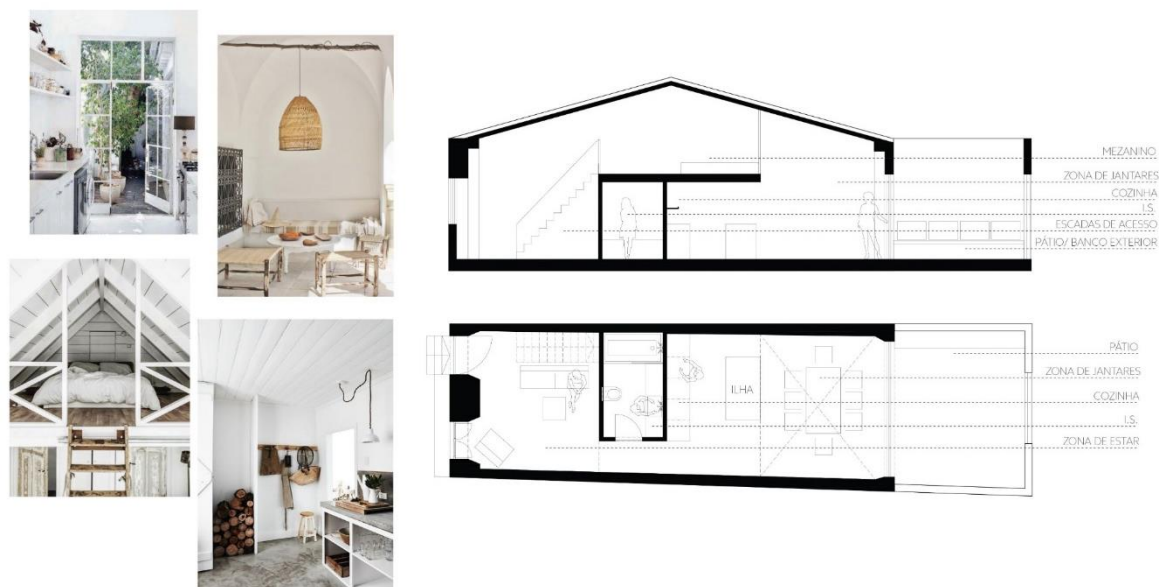 MEZANINO
ZONA DE JANTARES
COZINHA
I.S.
ESCADAS DE ACESSO
PÁTIO/ BANCO EXTERIOR
PÁTIO
ZONA DE JANTARES
ILHA
COZINHA
I.S.
ZONA DE ESTAR